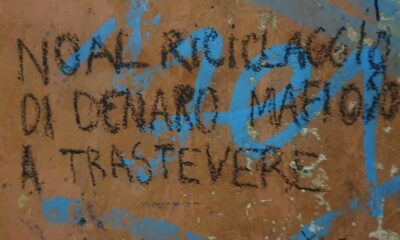 NO AL RICICLAGGIO
DI DENARO MAFIOSO
A TRASTEVERE